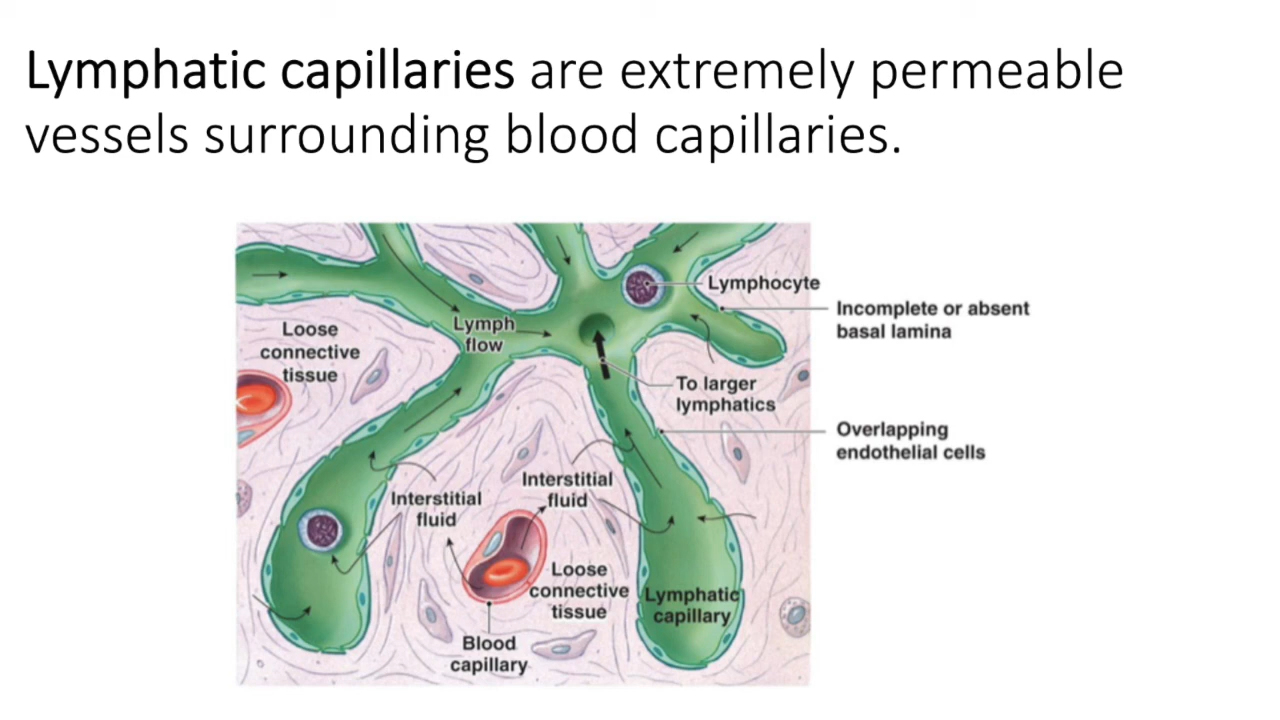 Lymphatic capillaries are extremely permeable
vessels surrounding blood capillaries.
Lymphocyte
Incomplete or absent
basal lamina
Lymph
flow
Loose
connective
tissue
To larger
lymphatics
Overlapping
endothelial cells
Interstitial
fluid
Interstitial
fluid
Loose
connective
tissue
Lymphatic
capillary
Blood
capillary